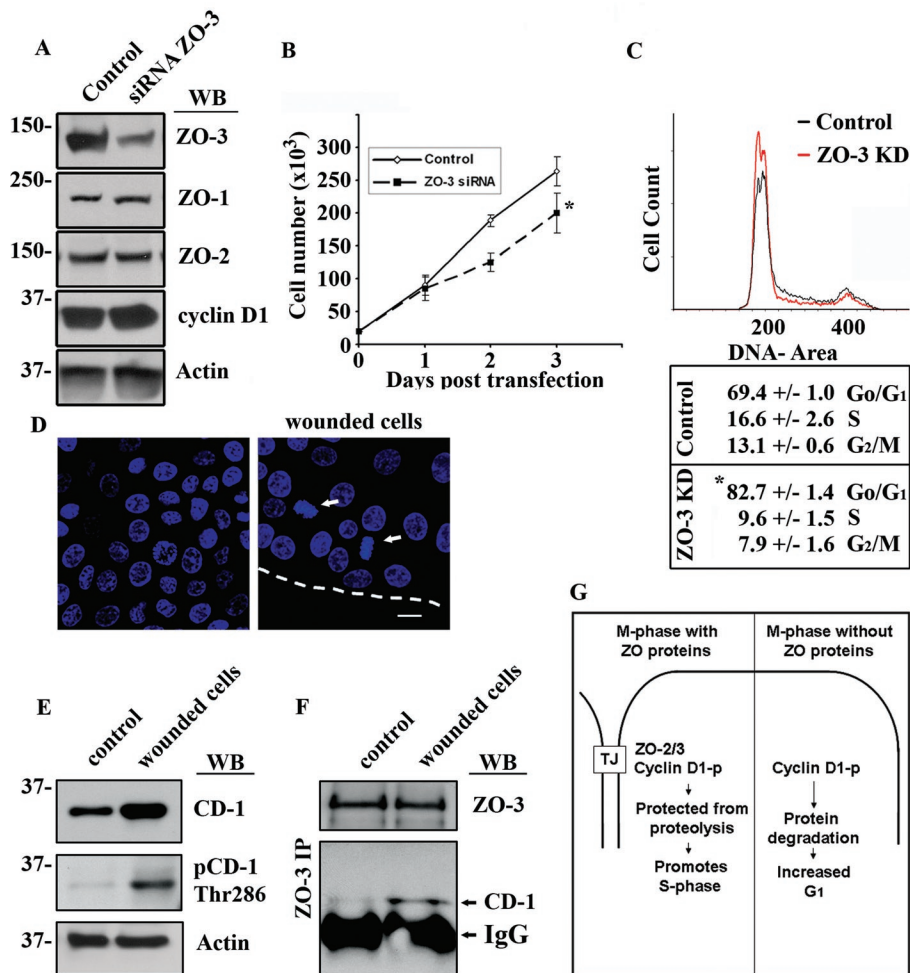 A
Control
siRNA ZO-3
WB
150-
ZO-3
250-
ZO-1
150-
ZO-2
37-
cyclin D1
37-
Actin
B
Cell number (x10³)
350
300
250
200
150
100
50
0
Control
ZO-3 siRNA
*
0 1 2 3
Days post transfection
C
Control
ZO-3 KD
Cell Count
200 400
DNA- Area
Control
69.4 +/- 1.0 Go/G1
16.6 +/- 2.6 S
13.1 +/- 0.6 G2/M
ZO-3 KD
*82.7 +/- 1.4 Go/G1
9.6 +/- 1.5 S
7.9 +/- 1.6 G2/M
D
wounded cells
E
control
wounded cells
WB
37-
CD-1
37-
pCD-1
Thr286
37-
Actin
F
control
wounded cells
WB
ZO-3
ZO-3 IP
CD-1
IgG
G
M-phase with
ZO proteins
M-phase without
ZO proteins
TJ
ZO-2/3
Cyclin D1-p
Protected from
proteolysis
Promotes
S-phase
Cyclin D1-p
Protein
degradation
Increased
G1